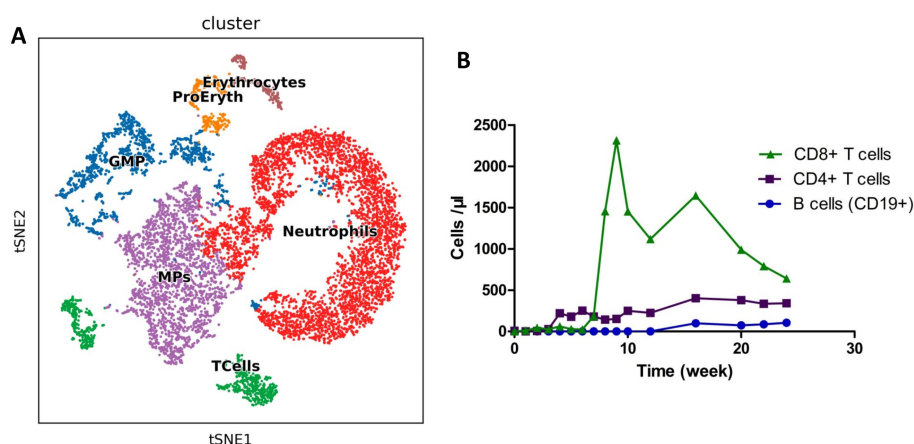 A
cluster
Erythrocytes
ProEryth
GMP
Neutrophils
MPs
TCells
tSNE2
tSNE1
B
2500
2000
1500
1000
500
0
Cells /µl
0 10 20 30
Time (week)
CD8+ T cells
CD4+ T cells
B cells (CD19+)